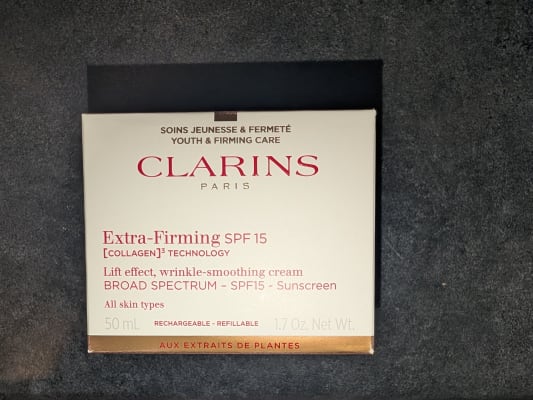 SOINS JEUNESSE & FERMETÉ
YOUTH & FIRMING CARE
CLARINS
PARIS
Extra-Firming SPF 15
[COLLAGEN]³ TECHNOLOGY
Lift effect, wrinkle-smoothing cream
BROAD SPECTRUM – SPF15 - Sunscreen
All skin types
50 mL RECHARGEABLE - REFILLABLE 1.7 Oz. Net Wt.
AUX EXTRAITS DE PLANTES